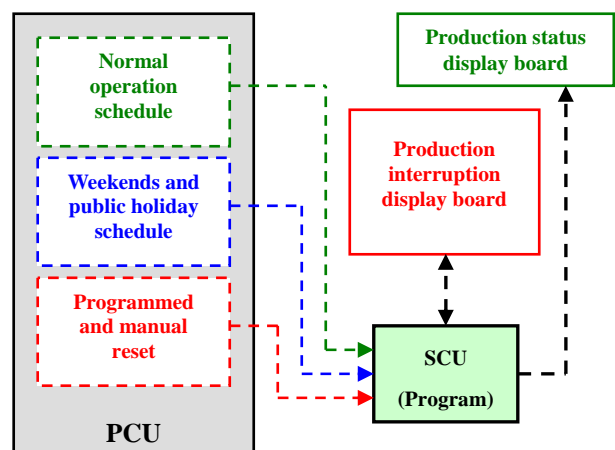 Normal
operation
schedule
Weekends and
public holiday
schedule
Programmed
and manual
reset
PCU
Production status
display board
Production
interruption
display board
SCU
(Program)